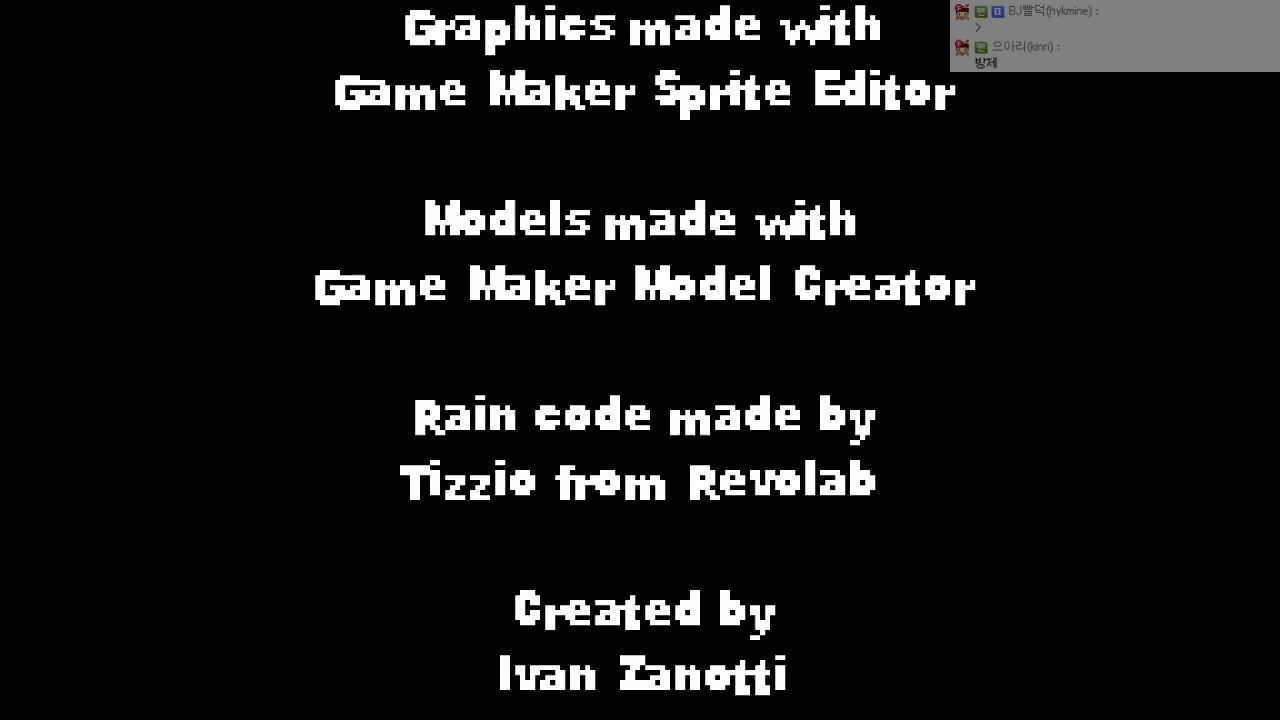 Graphics made with
Game Maker Sprite Editor
Models made with
Game Maker Model Creator
Rain code made by
Tizzio from Revolab
Created by
Ivan Zanotti
BJ빨덕(hykmine) :
>
으아리(kinri) :
방제